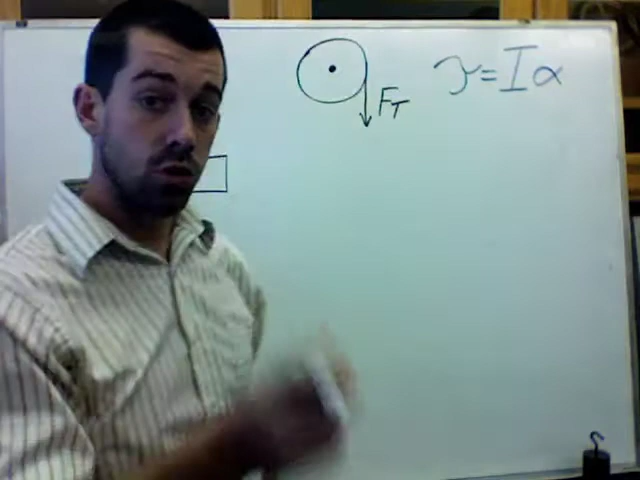 F_T
τ = Iα